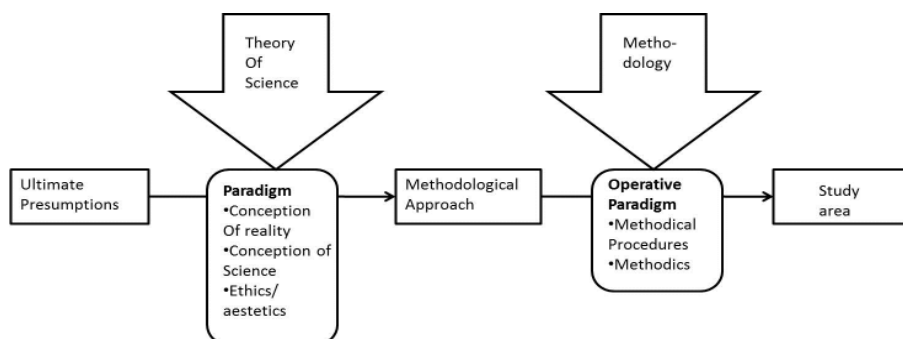 Theory
Of
Science
Metho-
dology
Ultimate
Presumptions
Paradigm
•Conception
Of reality
•Conception of
Science
•Ethics/
aestetics
Methodological
Approach
Operative
Paradigm
•Methodical
Procedures
•Methodics
Study
area